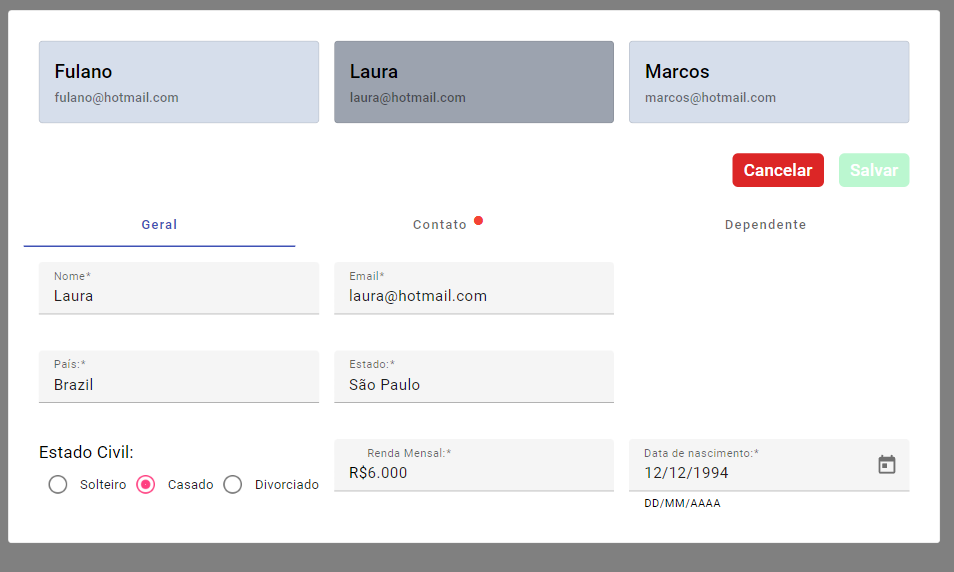 Fulano
fulano@hotmail.com
Laura
laura@hotmail.com
Marcos
marcos@hotmail.com
Cancelar
Salvar
Geral
Contato
Dependente
Nome*
Laura
Email*
laura@hotmail.com
País:*
Brazil
Estado:*
São Paulo
Estado Civil:
Solteiro
Casado
Divorciado
Renda Mensal:*
R$6.000
Data de nascimento:*
12/12/1994
DD/MM/AAAA